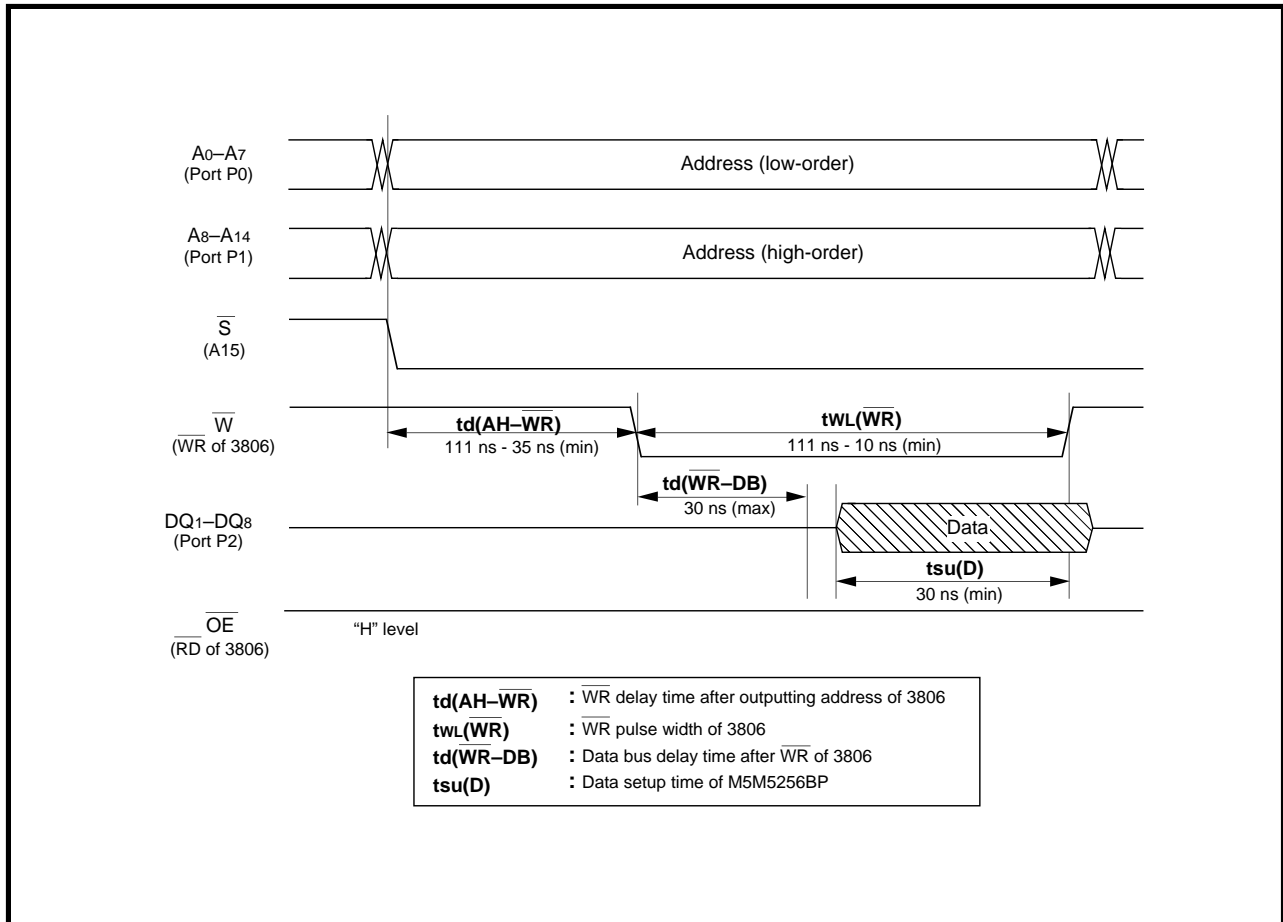 A0–A7
(Port P0)
Address (low-order)
A8–A14
(Port P1)
Address (high-order)
S
(A15)
W
(WR of 3806)
td(AH–WR)
111 ns - 35 ns (min)
tWL(WR)
111 ns - 10 ns (min)
td(WR–DB)
30 ns (max)
DQ1–DQ8
(Port P2)
Data
tsu(D)
30 ns (min)
OE
(RD of 3806)
“H” level
td(AH–WR) : WR delay time after outputting address of 3806
tWL(WR) : WR pulse width of 3806
td(WR–DB) : Data bus delay time after WR of 3806
tsu(D) : Data setup time of M5M5256BP